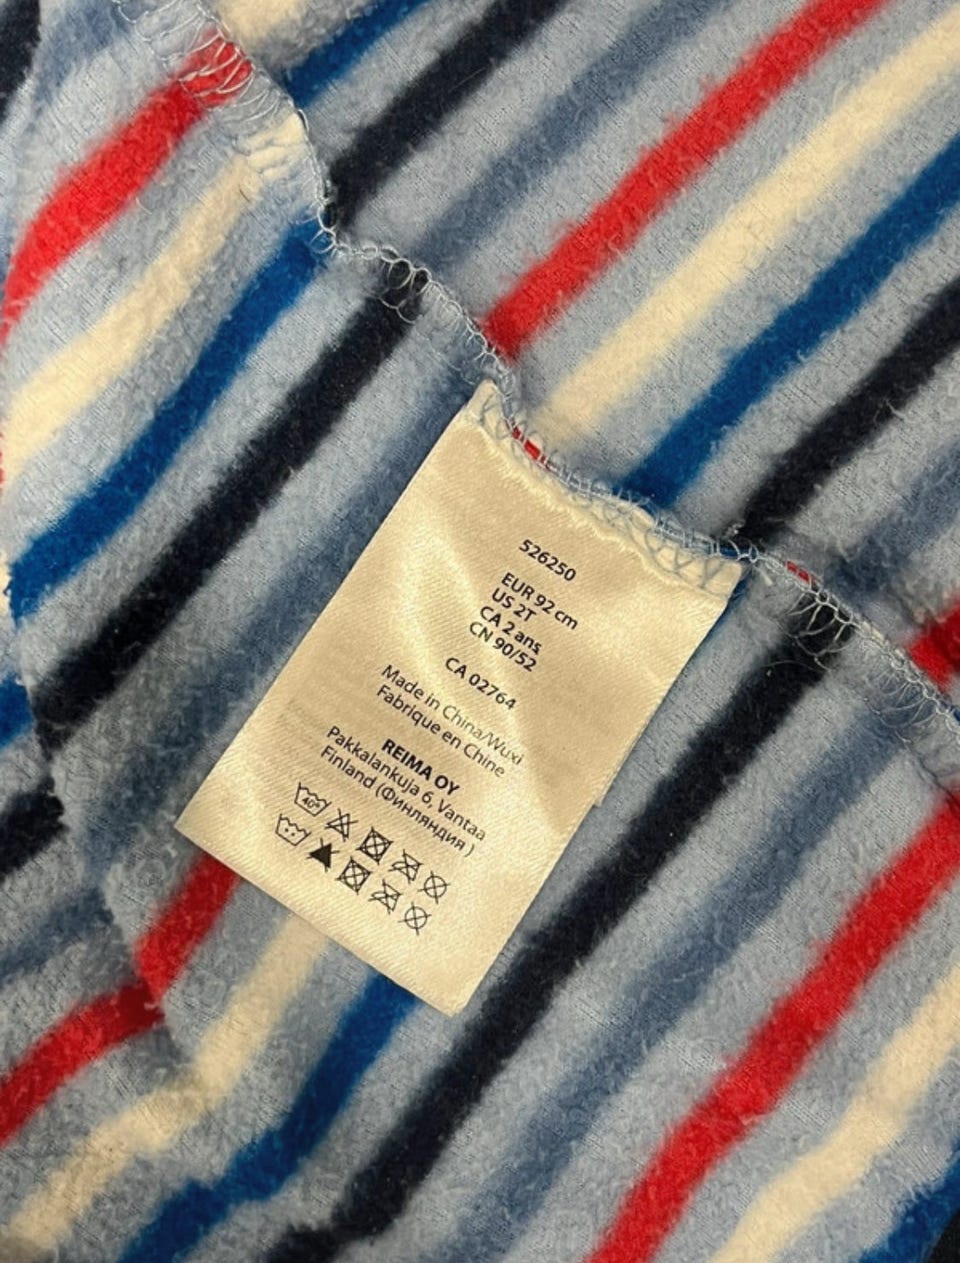 526250
EUR 92 cm
US 2T
CA 2 ans
CN 90/52
CA 02764
Made in China/Wuxi
Fabrique en Chine
REIMA OY
Pakkalankuja 6, Vantaa
Finland (Финляндия )
40°